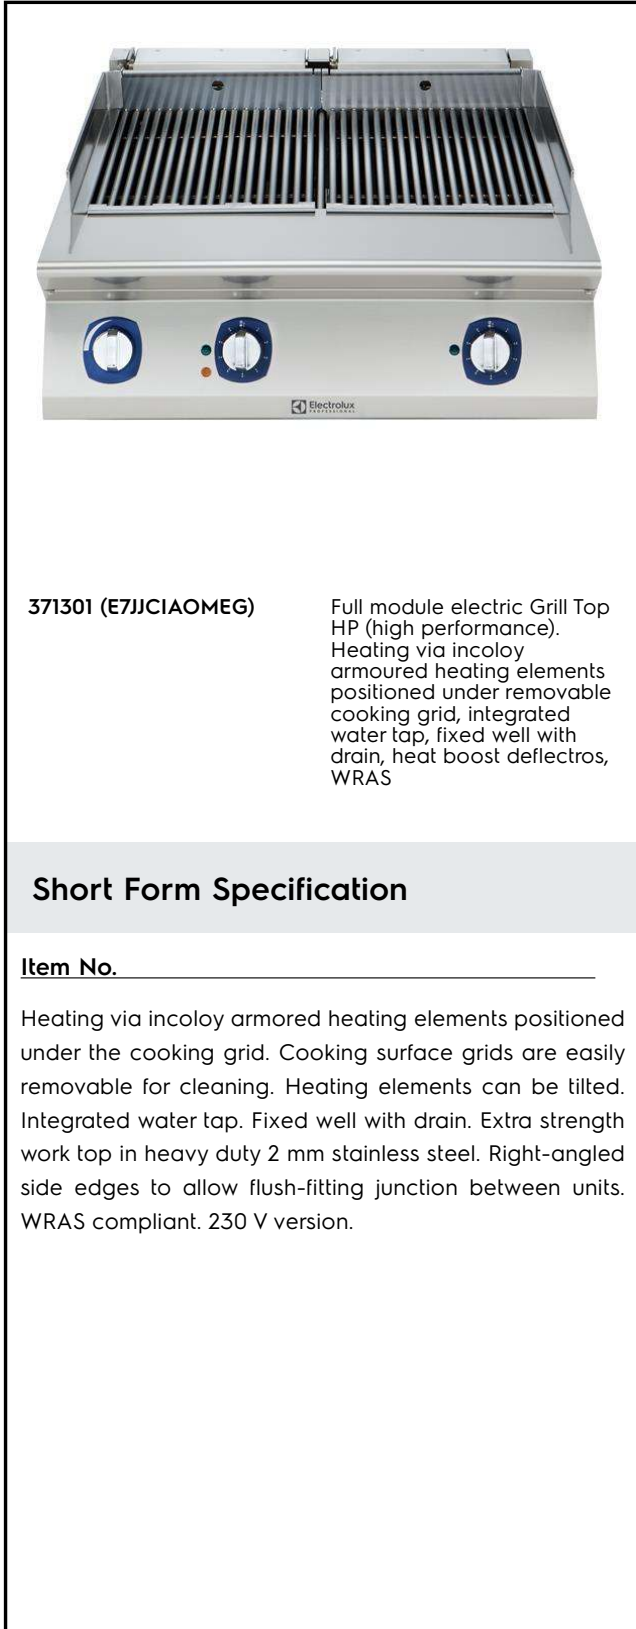 Electrolux
PROFESSIONAL
371301 (E7JJCIAOMEG)
Full module electric Grill Top
HP (high performance).
Heating via incoloy
armoured heating elements
positioned under removable
cooking grid, integrated
water tap, fixed well with
drain, heat boost deflectros,
WRAS
Short Form Specification
Item No.
Heating via incoloy armored heating elements positioned
under the cooking grid. Cooking surface grids are easily
removable for cleaning. Heating elements can be tilted.
Integrated water tap. Fixed well with drain. Extra strength
work top in heavy duty 2 mm stainless steel. Right-angled
side edges to allow flush-fitting junction between units.
WRAS compliant. 230 V version.